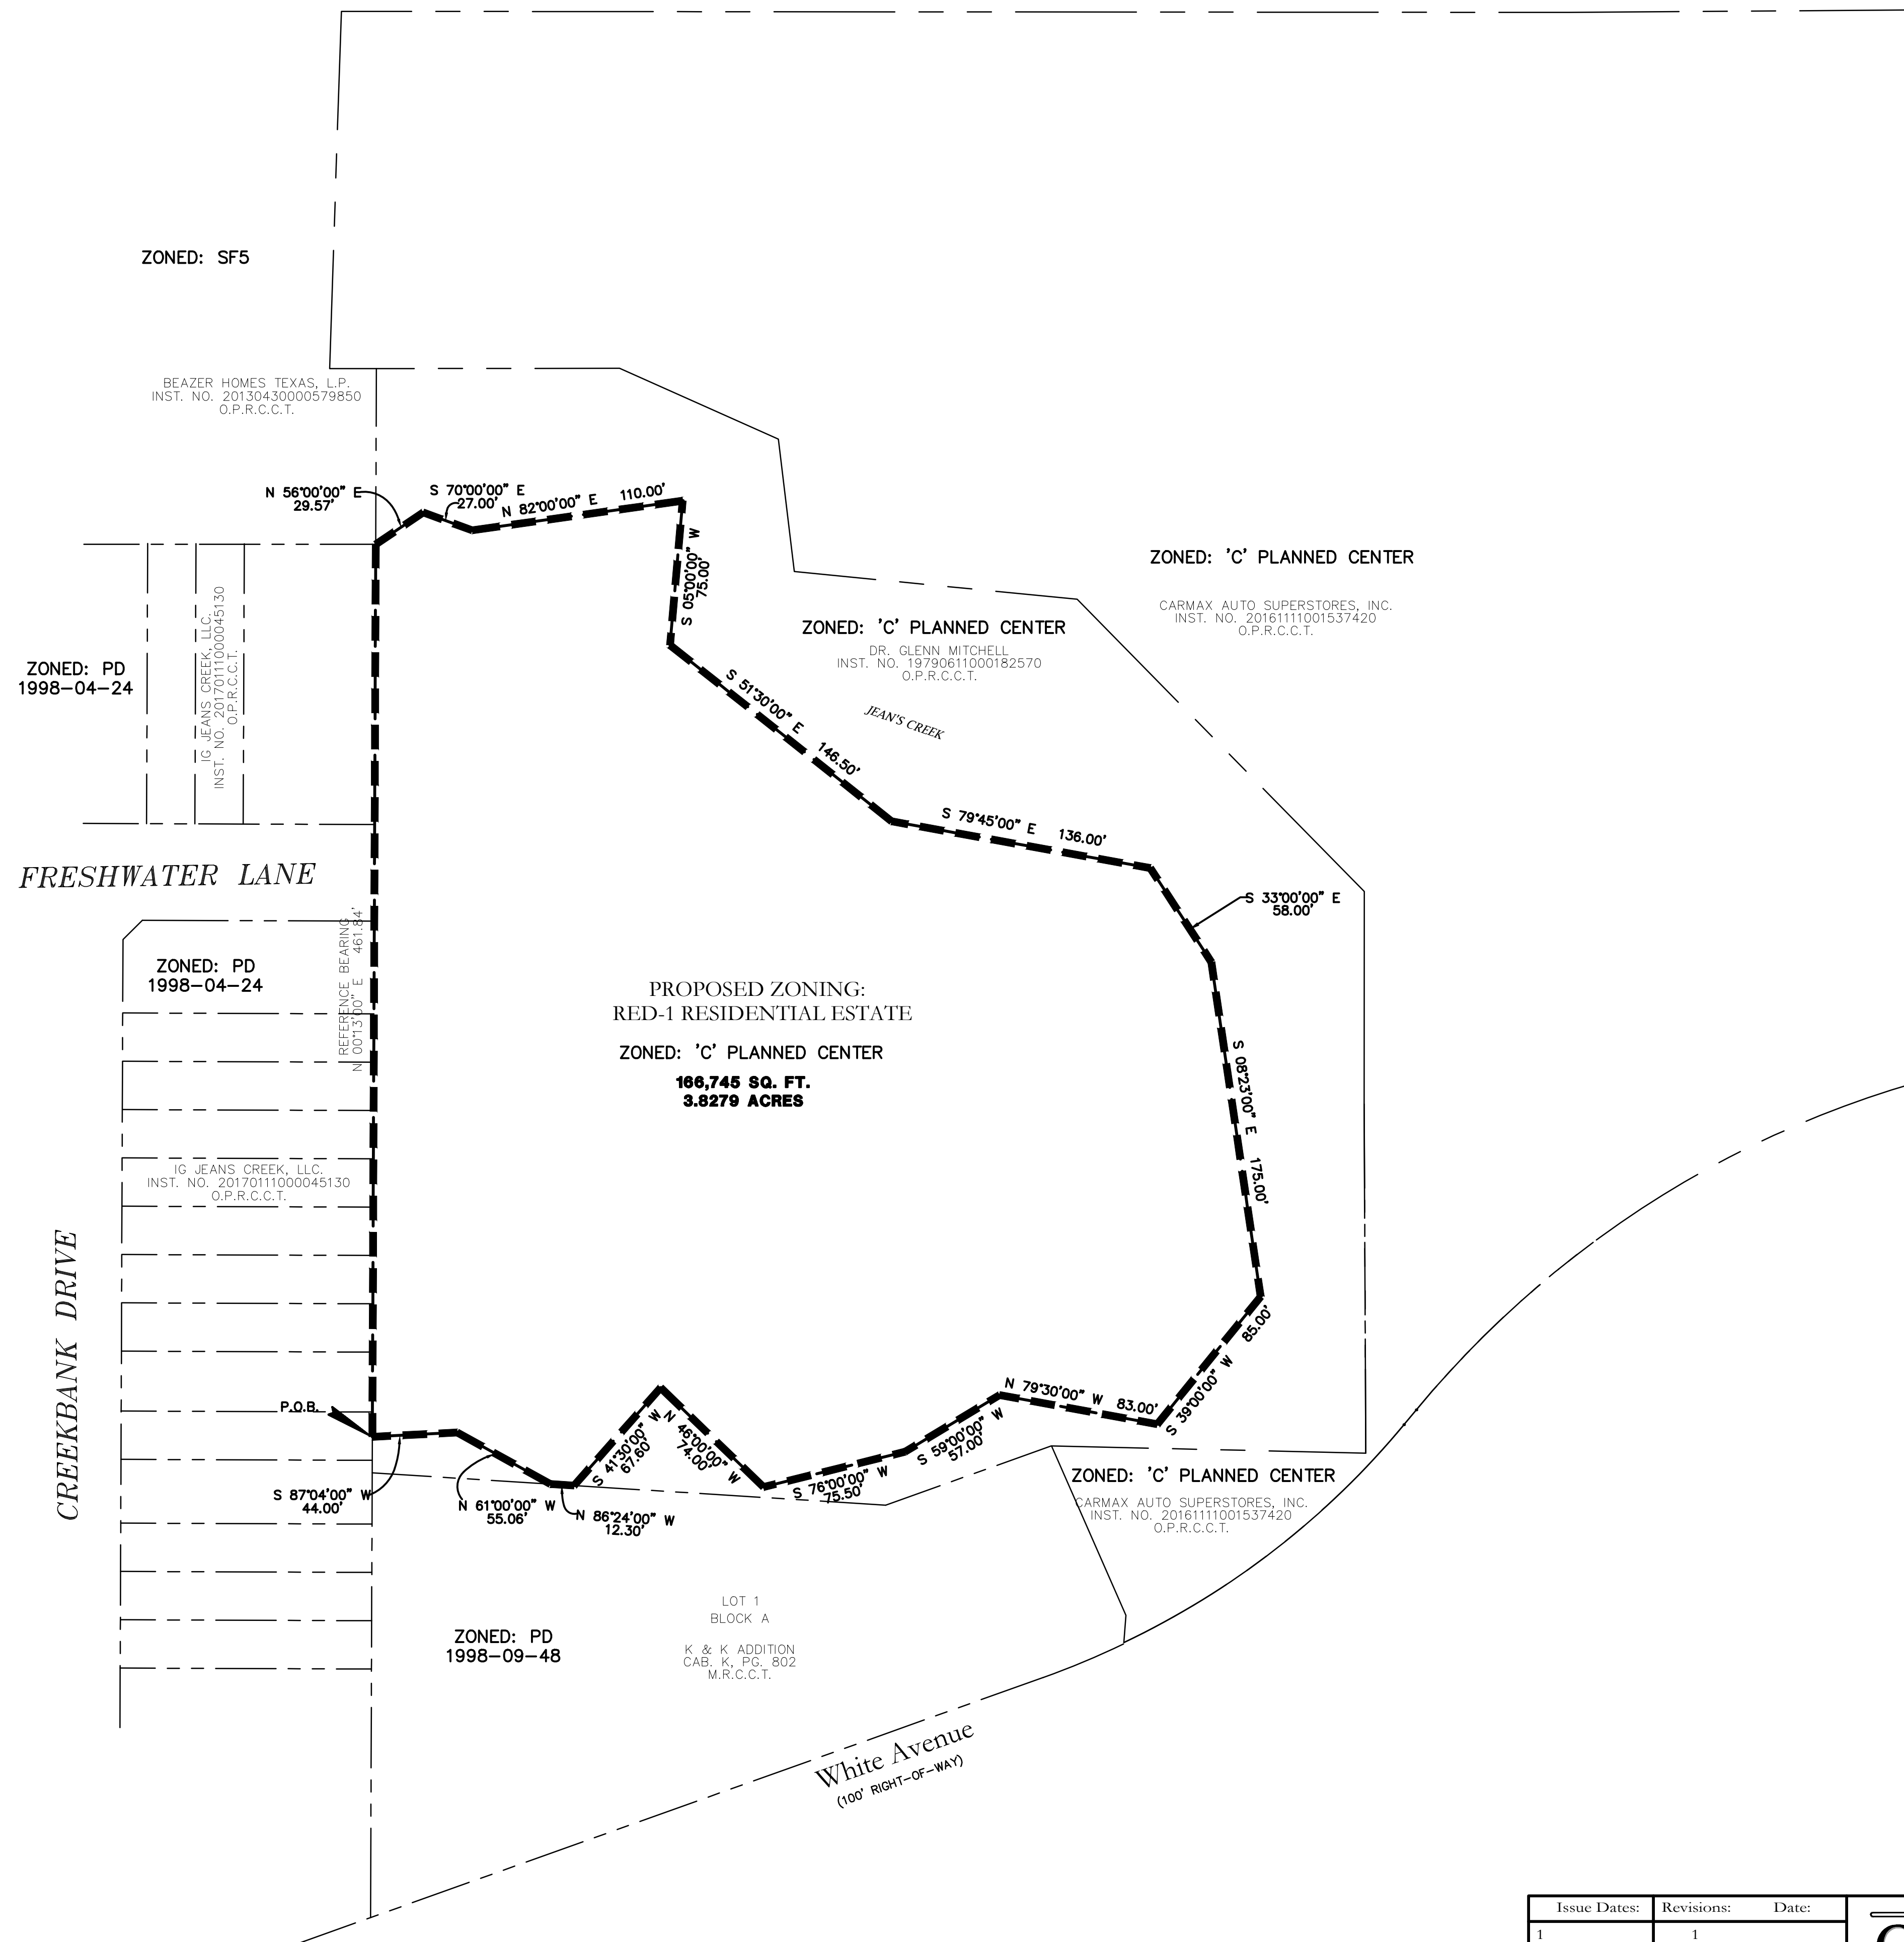 ZONED: SF5
BEAZER HOMES TEXAS, L.P.
INST. NO. 20130430000579850
O.P.R.C.C.T.
N 56°00'00" E
29.57'
S 70°00'00" E
27.00'
N 82°00'00" E 110.00'
S 05°00'00" W
75.00'
ZONED: 'C' PLANNED CENTER
CARMAX AUTO SUPERSTORES, INC.
INST. NO. 20161111001537420
O.P.R.C.C.T.
ZONED: 'C' PLANNED CENTER
DR. GLENN MITCHELL
INST. NO. 19790611000182570
O.P.R.C.C.T.
JEAN'S CREEK
ZONED: PD
1998-04-24
IG JEANS CREEK, LLC.
INST. NO. 20170111000045130
O.P.R.C.C.T.
S 51°30'00" E 146.50'
S 79°45'00" E 136.00'
S 33°00'00" E
58.00'
FRESHWATER LANE
REFERENCE BEARING
N 00°13'00" E 461.84'
ZONED: PD
1998-04-24
PROPOSED ZONING:
RED-1 RESIDENTIAL ESTATE
ZONED: 'C' PLANNED CENTER
166,745 SQ. FT.
3.8279 ACRES
S 08°23'00" E 175.00'
IG JEANS CREEK, LLC.
INST. NO. 20170111000045130
O.P.R.C.C.T.
CREEKBANK DRIVE
P.O.B.
S 87°04'00" W
44.00'
N 61°00'00" W
55.06'
N 86°24'00" W
12.30'
S 41°30'00" W
67.60'
N 46°00'00" W
74.00'
S 76°00'00" W
75.50'
S 59°00'00" W
57.00'
N 79°30'00" W 83.00'
S 39°00'00" W 85.00'
ZONED: 'C' PLANNED CENTER
CARMAX AUTO SUPERSTORES, INC.
INST. NO. 20161111001537420
O.P.R.C.C.T.
LOT 1
BLOCK A
K & K ADDITION
CAB. K, PG. 802
M.R.C.C.T.
ZONED: PD
1998-09-48
White Avenue
(100' RIGHT-OF-WAY)
Issue Dates: Revisions: Date:
1 1